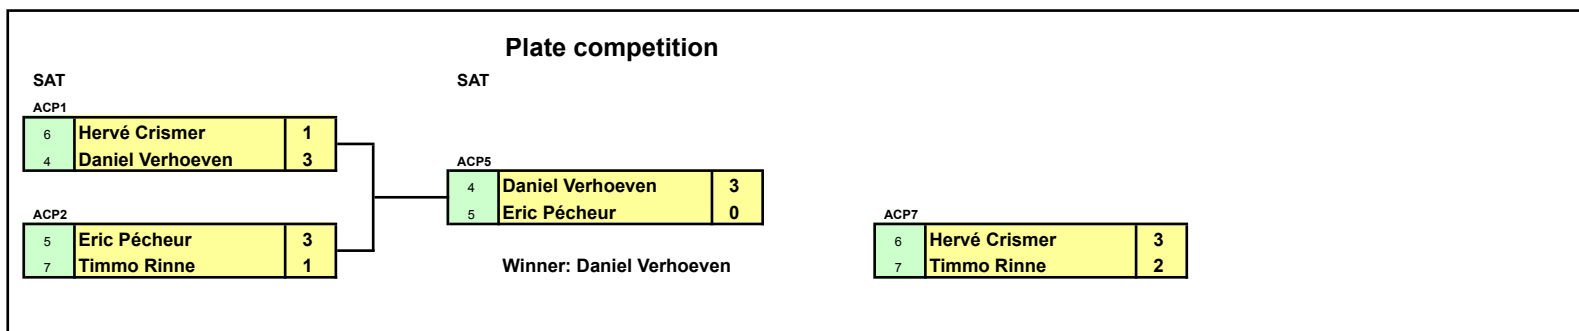 Plate competition
SAT SAT
ACP1
6 Hervé Crismer 1
4 Daniel Verhoeven 3
ACP5
4 Daniel Verhoeven 3
5 Eric Pécheur 0
ACP2
5 Eric Pécheur 3
7 Timmo Rinne 1
Winner: Daniel Verhoeven
ACP7
6 Hervé Crismer 3
7 Timmo Rinne 2